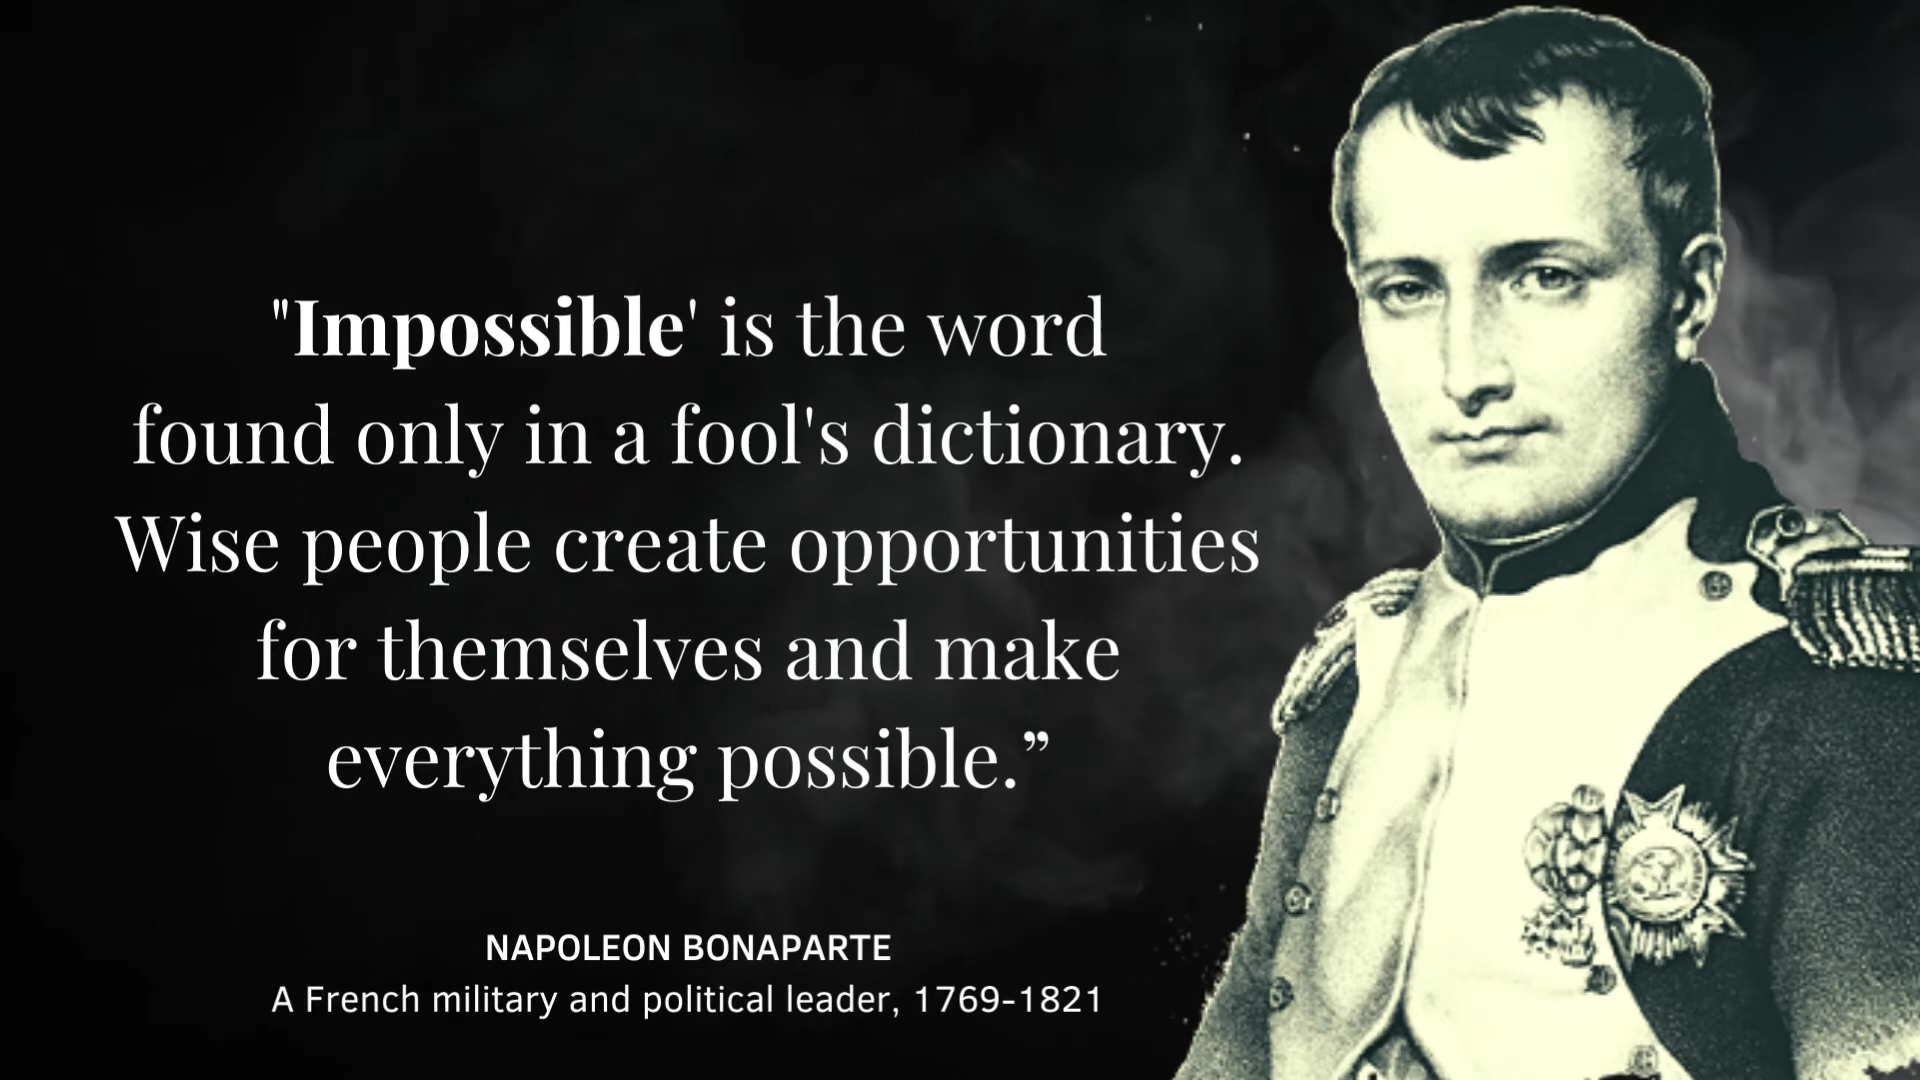 "Impossible' is the word
found only in a fool's dictionary.
Wise people create opportunities
for themselves and make
everything possible.”
NAPOLEON BONAPARTE
A French military and political leader, 1769-1821